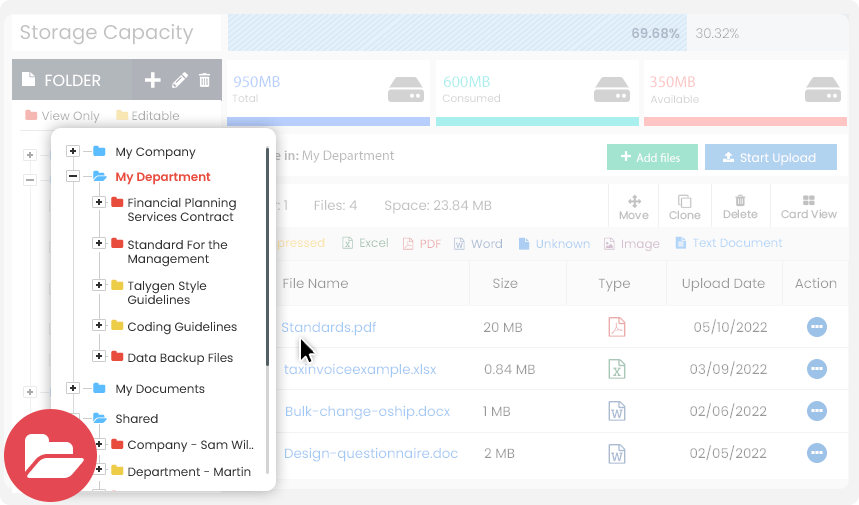 Storage Capacity
69.68% 30.32%
FOLDER
View Only Editable
950MB
Total
600MB
Consumed
350MB
Available
in: My Department
Add files
Start Upload
: 1 Files: 4 Space: 23.84 MB
Move
Clone
Delete
Card View
pressed Excel PDF Word Unknown Image Text Document
File Name Size Type Upload Date Action
Standards.pdf 20 MB 05/10/2022
taxinvoiceexample.xlsx 0.84 MB 03/09/2022
Bulk-change-oship.docx 1 MB 02/06/2022
Design-questionnaire.doc 2 MB 02/05/2022
My Company
My Department
Financial Planning
Services Contract
Standard For the
Management
Talygen Style
Guidelines
Coding Guidelines
Data Backup Files
My Documents
Shared
Company - Sam Wil..
Department - Martin